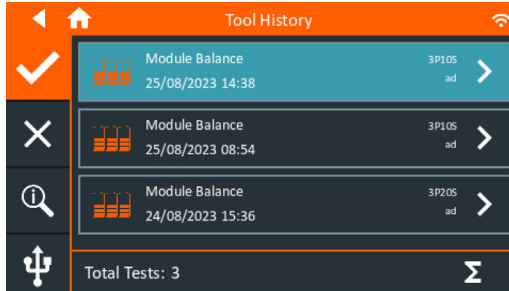 Tool History
Module Balance
3P10S
25/08/2023 14:38
ad
Module Balance
3P10S
25/08/2023 08:54
ad
Module Balance
3P20S
24/08/2023 15:36
ad
Total Tests: 3
Σ